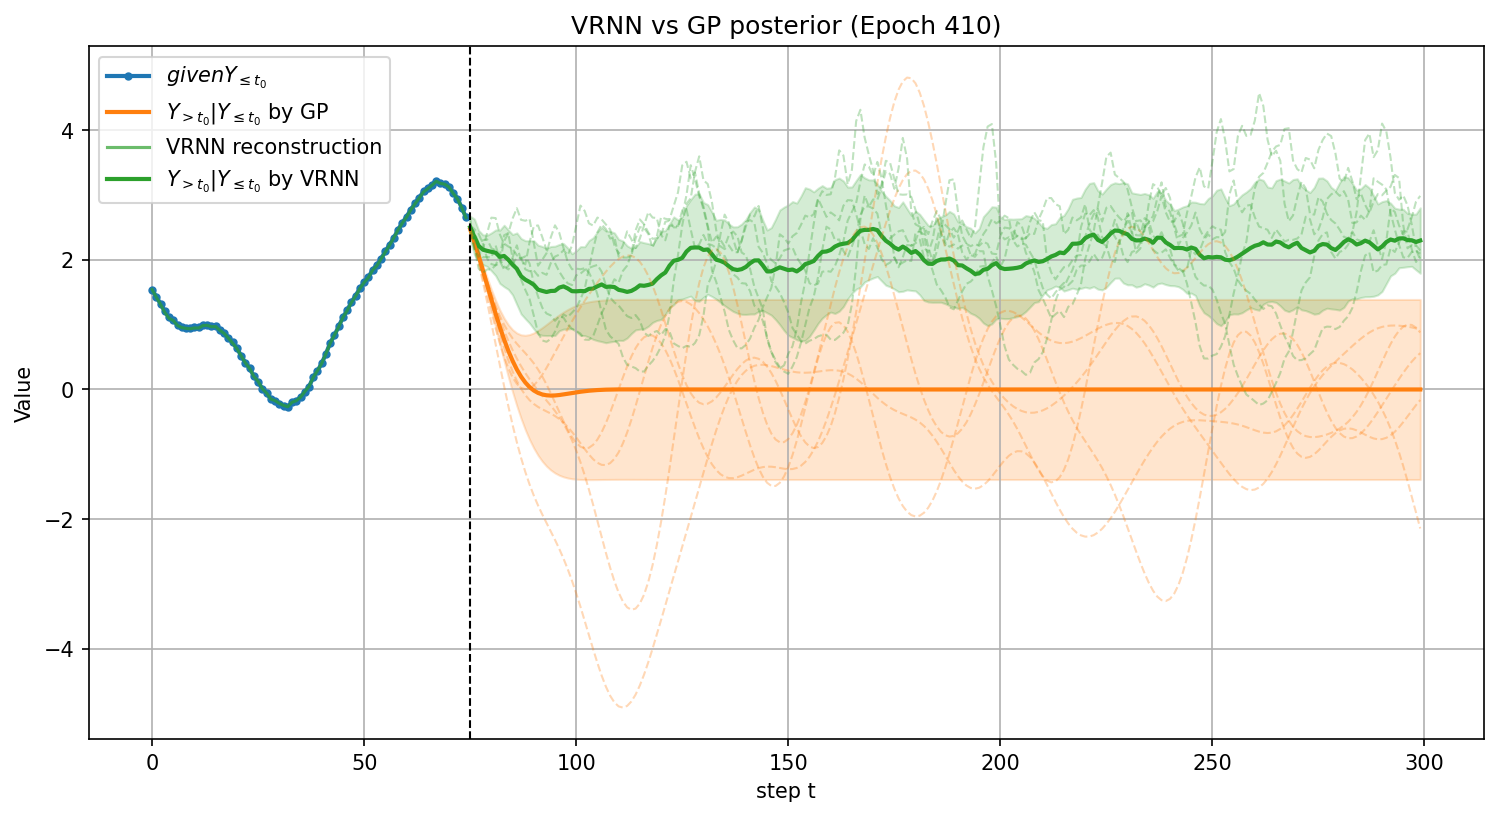 VRNN vs GP posterior (Epoch 410)
givenY≤t₀
Y>t₀|Y≤t₀ by GP
VRNN reconstruction
Y>t₀|Y≤t₀ by VRNN
Value
4
2
0
−2
−4
0 50 100 150 200 250 300
step t